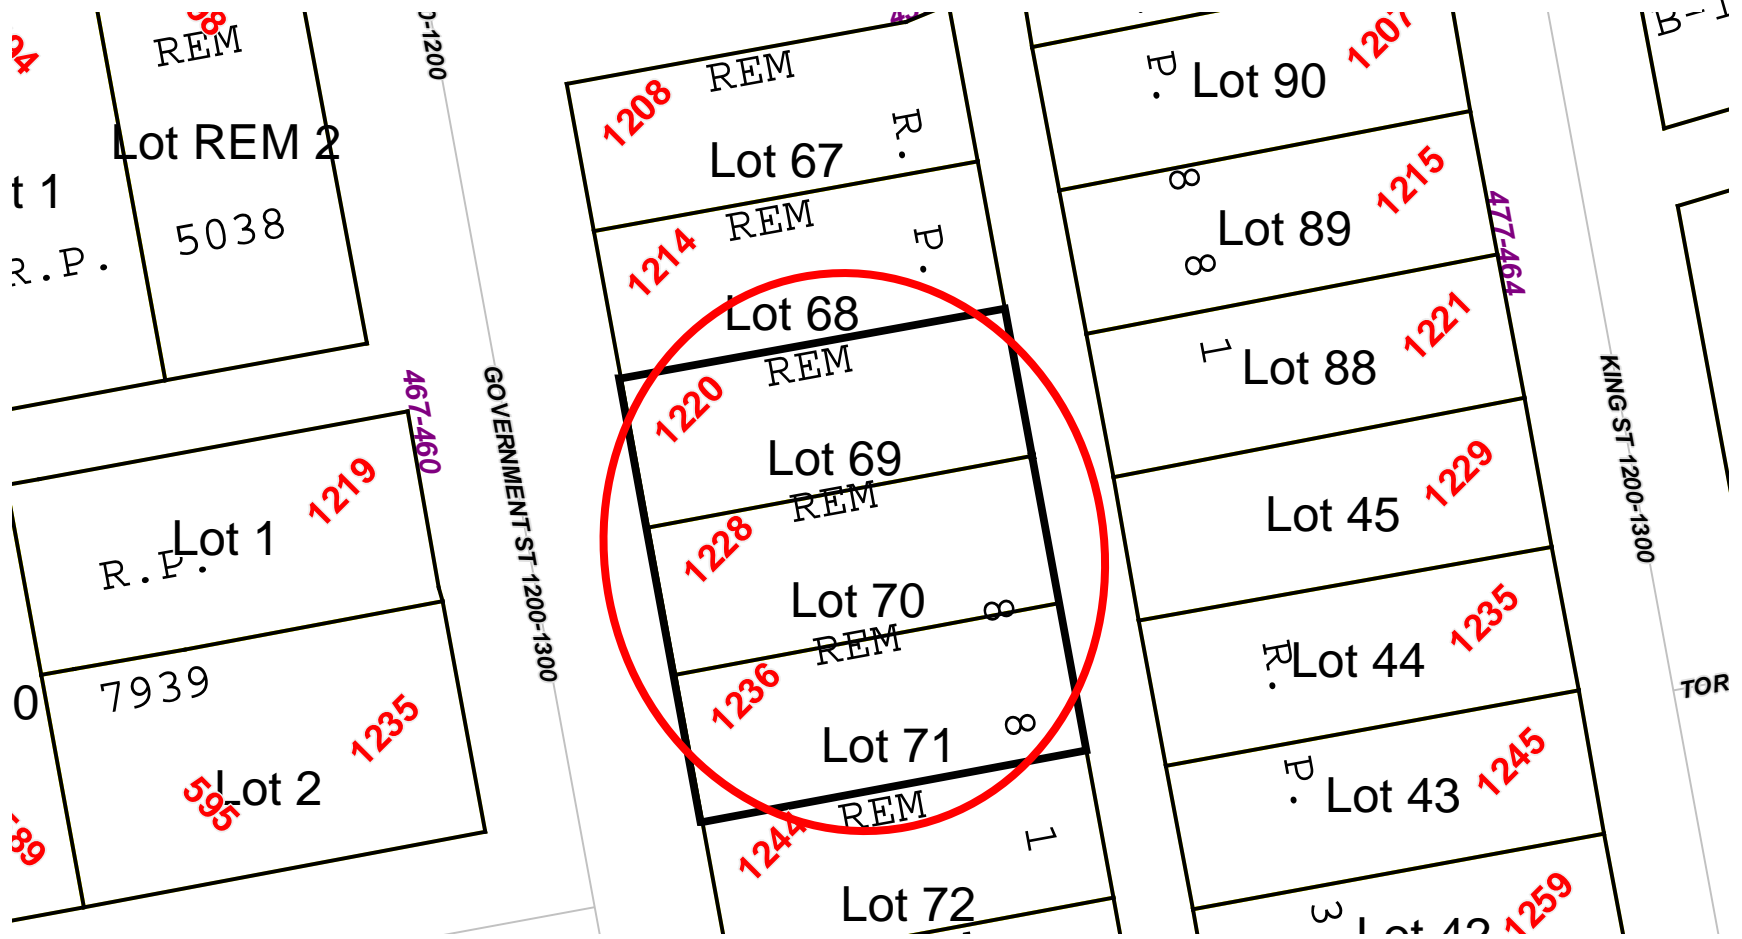 REM
Lot REM 2
5038
R.P.
GOVERNMENT ST 1200-1300
467-460
1219
Lot 1
R.P.
7939
1235
595
Lot 2
1208
REM
Lot 67
R.
1214
REM
P.
Lot 68
1220
REM
Lot 69
1228
REM
Lot 70
8
1236
REM
Lot 71
8
1244
REM
1
Lot 72
1207
P.
Lot 90
8
1215
Lot 89
8
477-464
1221
1
Lot 88
KING ST 1200-1300
1229
Lot 45
1235
R.
Lot 44
1245
P.
Lot 43
1259
3
Lot 42